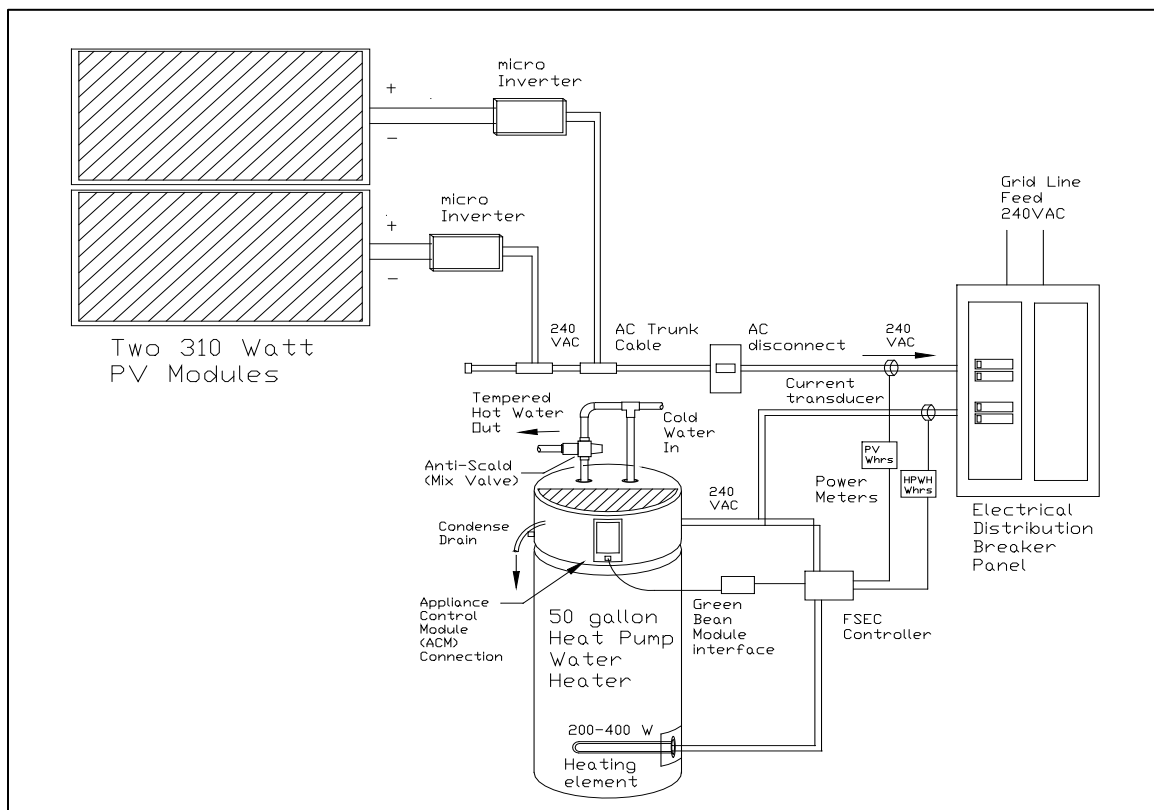 micro
Inverter
+
−
micro
Inverter
+
−
Two 310 Watt
PV Modules
Grid Line
Feed
240VAC
240
VAC
AC Trunk
Cable
AC
disconnect
240
VAC
Current
transducer
Tempered
Hot Water
Out
Cold
Water
In
Anti-Scald
(Mix Valve)
PV
Whrs
HPWH
Whrs
Power
Meters
240
VAC
Electrical
Distribution
Breaker
Panel
Condense
Drain
Appliance
Control
Module
(ACM)
Connection
50 gallon
Heat Pump
Water
Heater
Green
Bean
Module
interface
FSEC
Controller
200-400 W
Heating
element